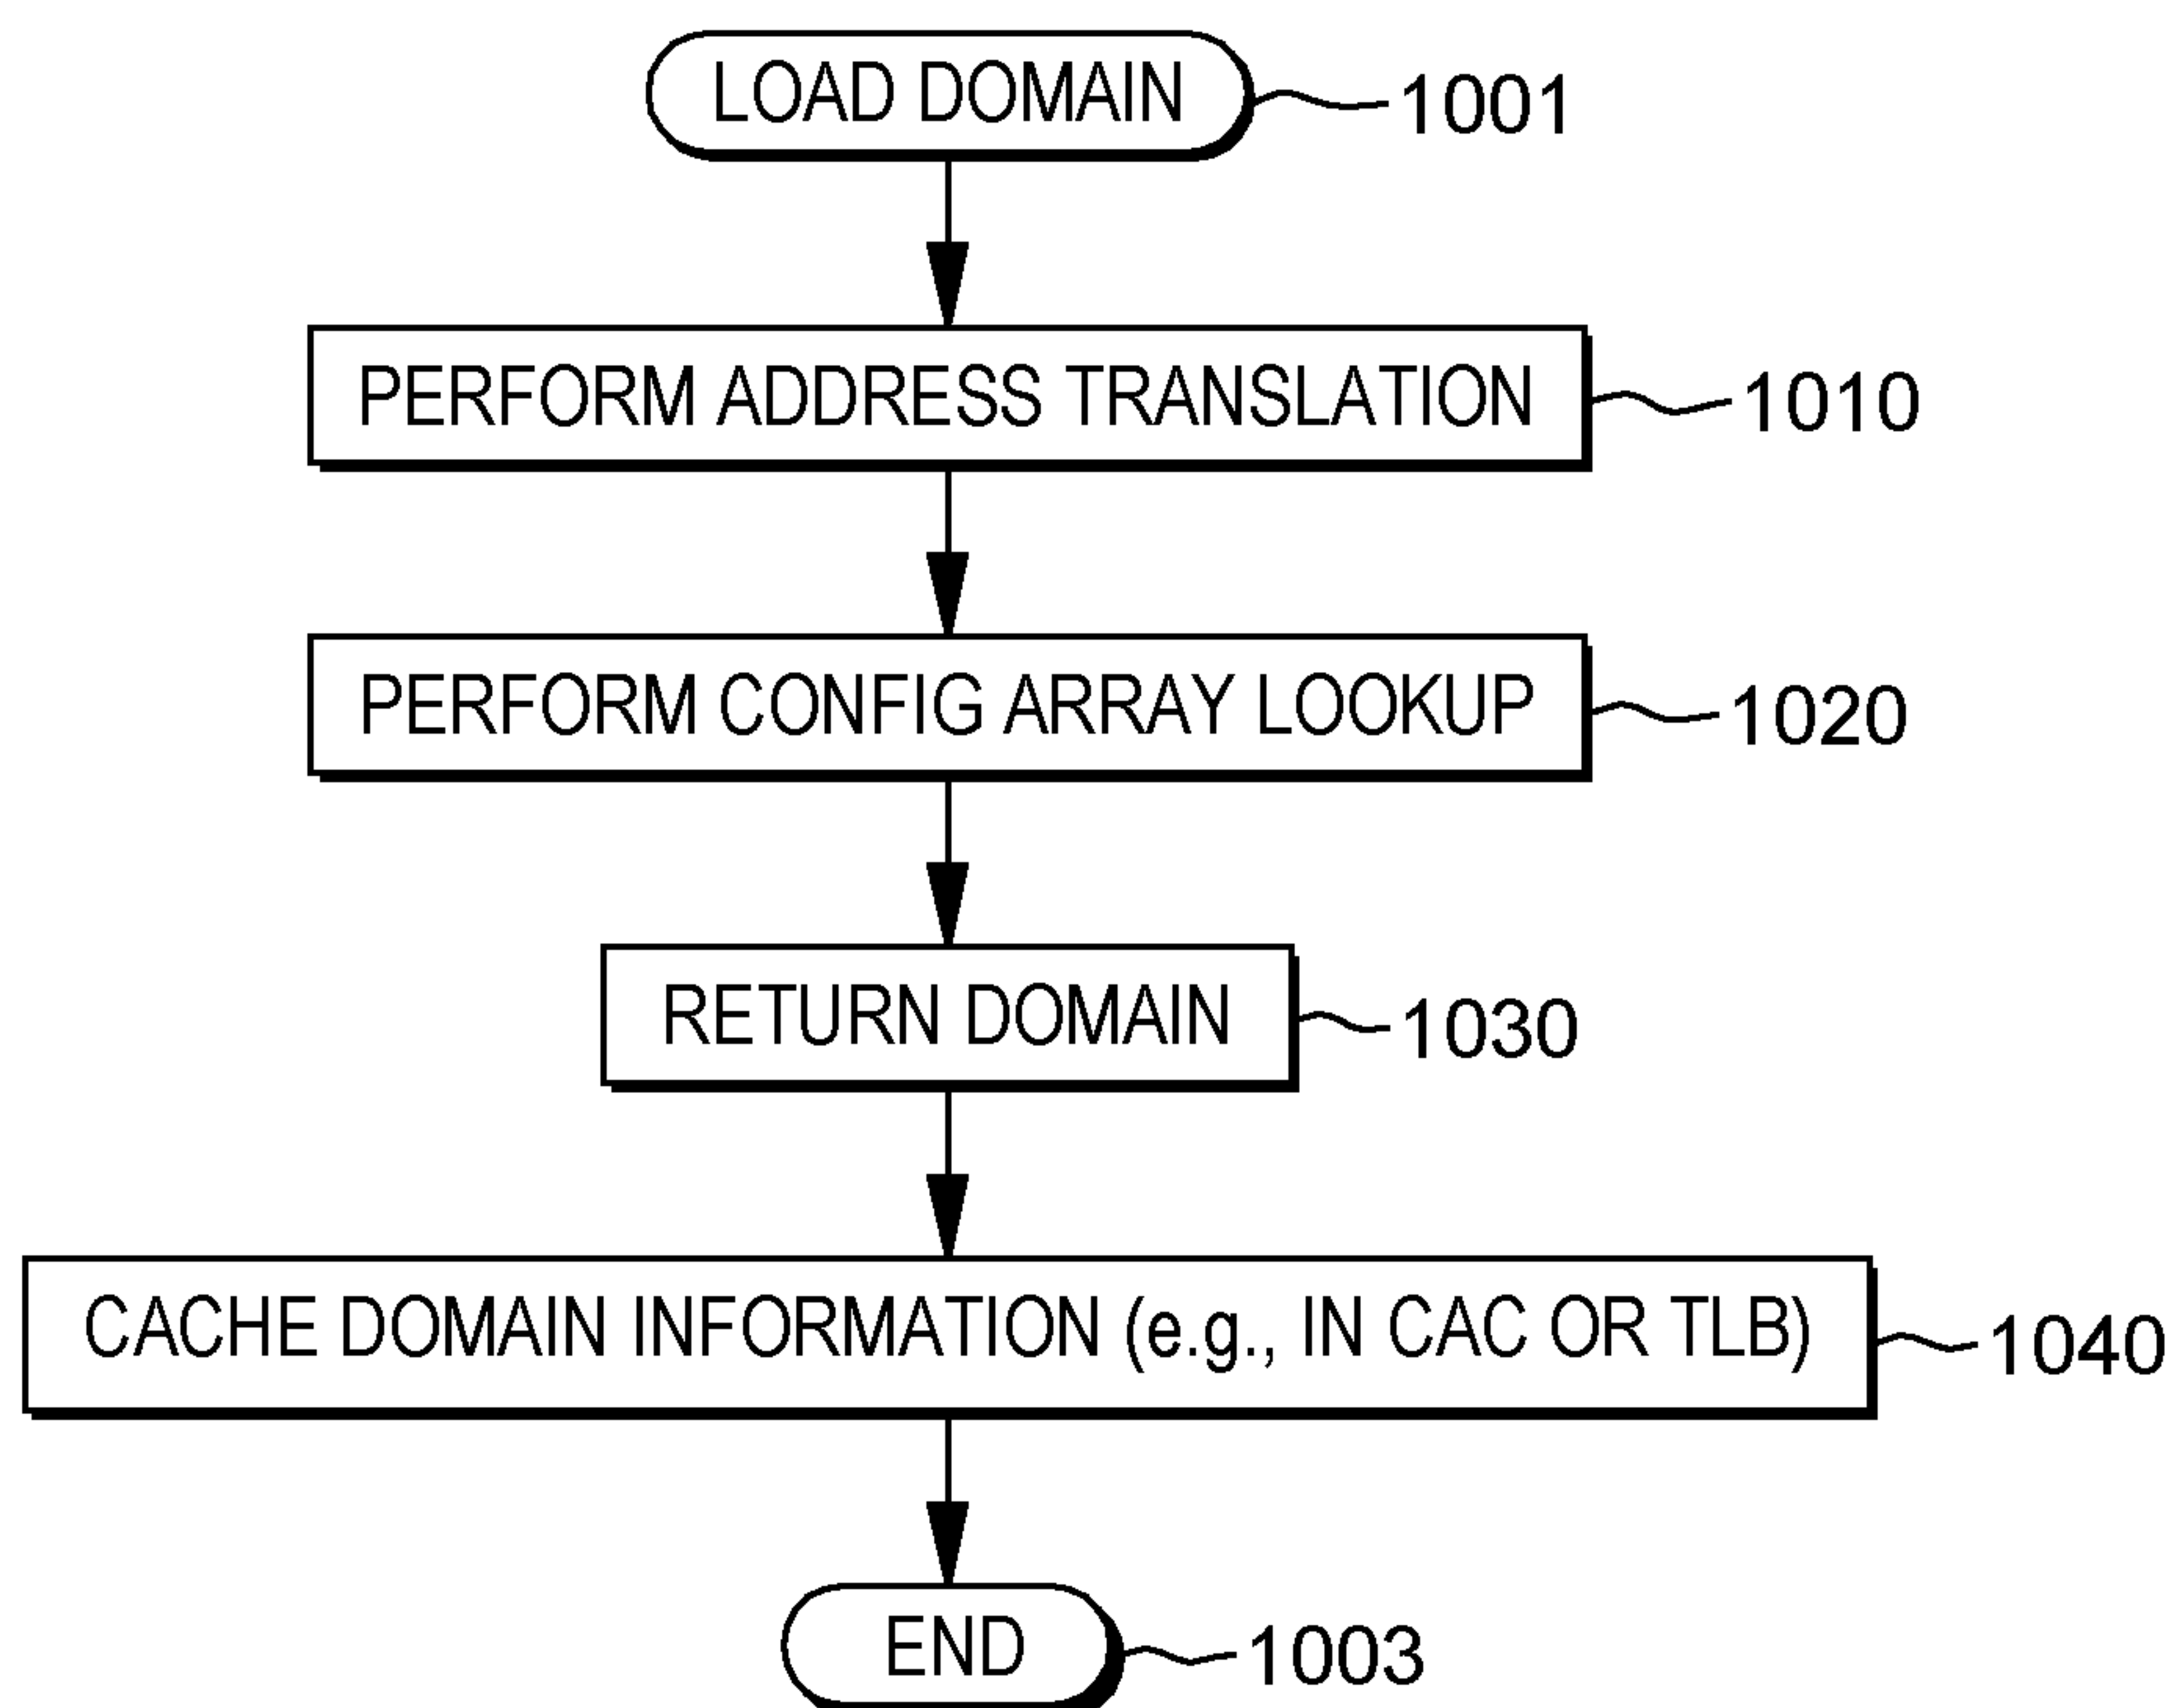 LOAD DOMAIN 1001
PERFORM ADDRESS TRANSLATION 1010
PERFORM CONFIG ARRAY LOOKUP 1020
RETURN DOMAIN 1030
CACHE DOMAIN INFORMATION (e.g., IN CAC OR TLB) 1040
END 1003